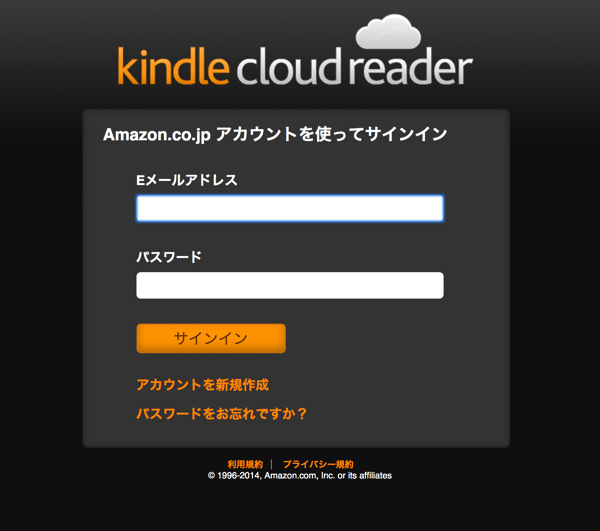 kindle cloud reader
Amazon.co.jp アカウントを使ってサインイン
Eメールアドレス
パスワード
サインイン
アカウントを新規作成
パスワードをお忘れですか？
利用規約 | プライバシー規約
© 1996-2014, Amazon.com, Inc. or its affiliates